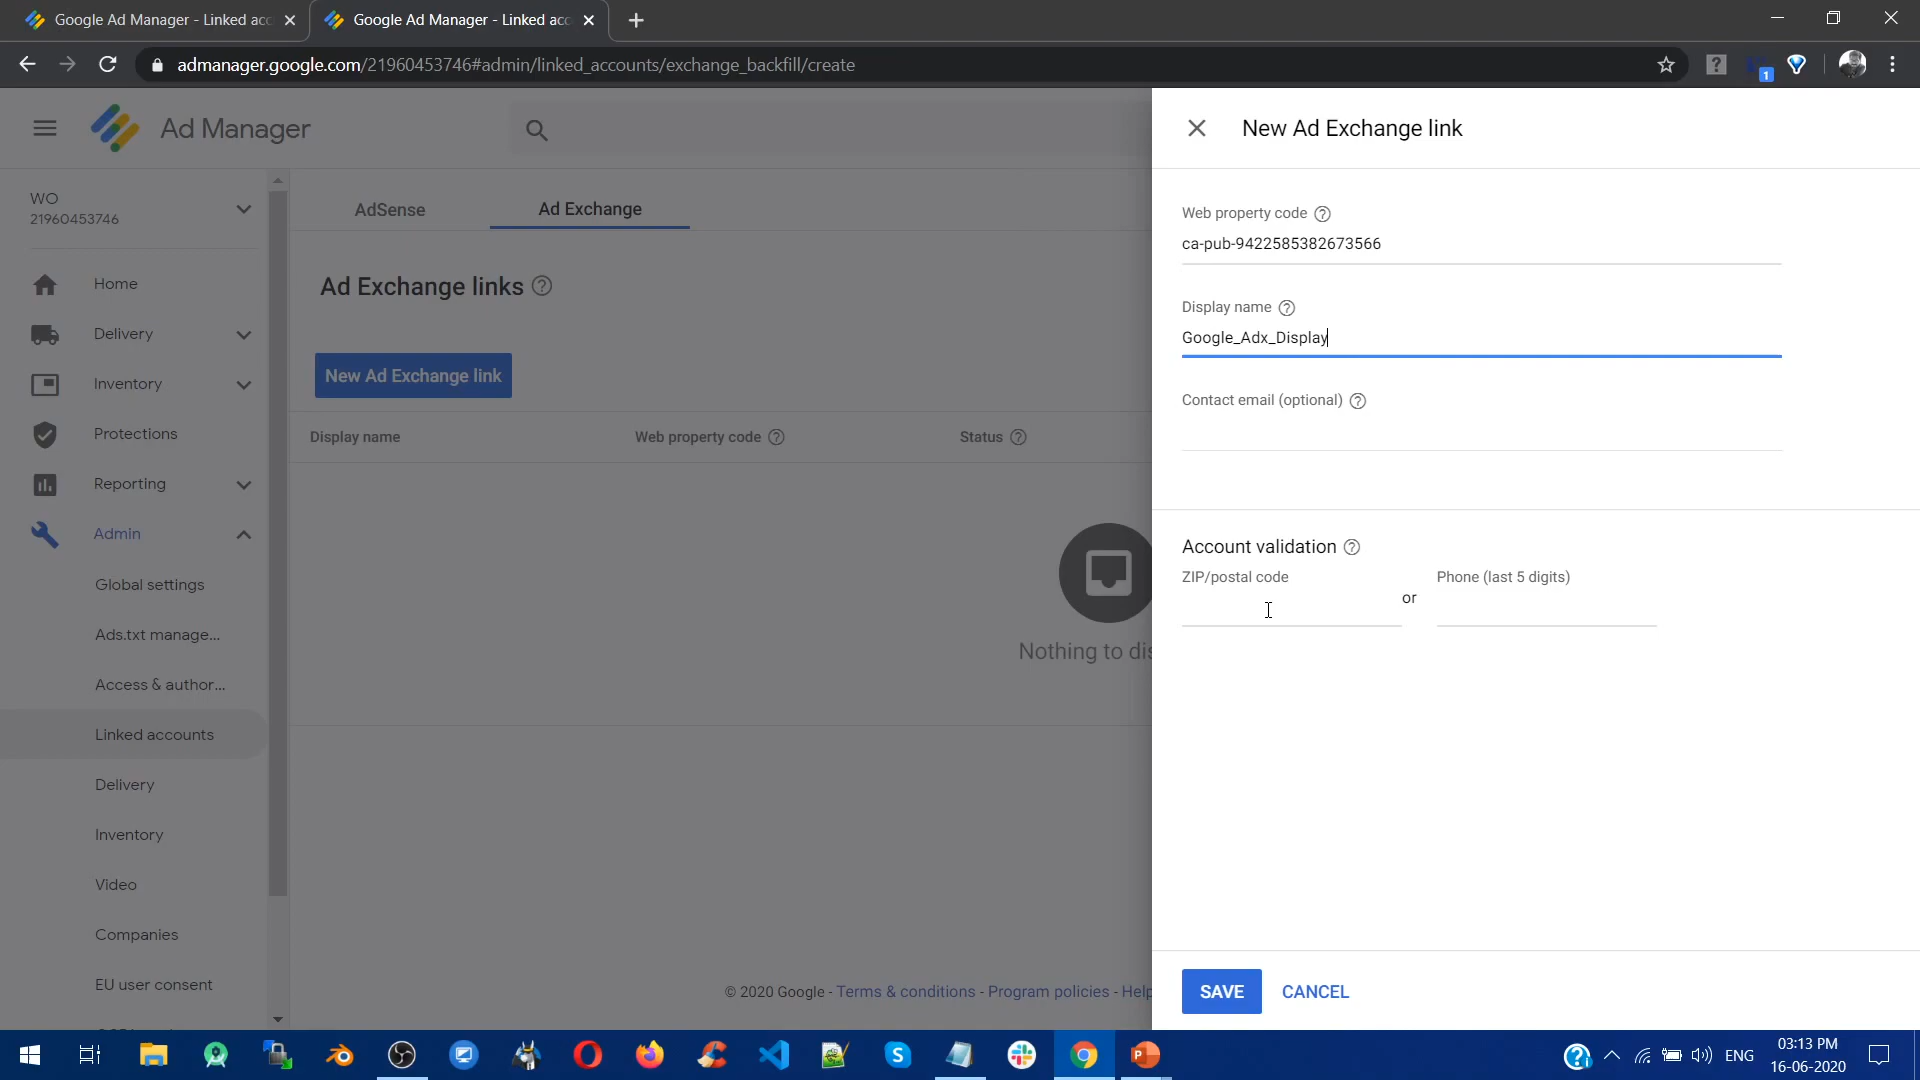 Google Ad Manager - Linked acc
Google Ad Manager - Linked acc
admanager.google.com/21960453746#admin/linked_accounts/exchange_backfill/create
1
Ad Manager
New Ad Exchange link
WO
21960453746
AdSense
Ad Exchange
Web property code
ca-pub-9422585382673566
Home
Ad Exchange links
Display name
Google_Adx_Display
Delivery
Inventory
New Ad Exchange link
Contact email (optional)
Protections
Display name
Web property code
Status
Reporting
Admin
Account validation
ZIP/postal code
or
Phone (last 5 digits)
Global settings
Ads.txt manage...
Nothing to dis
Access & author...
Linked accounts
Delivery
Inventory
Video
Companies
EU user consent
© 2020 Google - Terms & conditions - Program policies - Help
SAVE
CANCEL
ENG
03:13 PM
16-06-2020